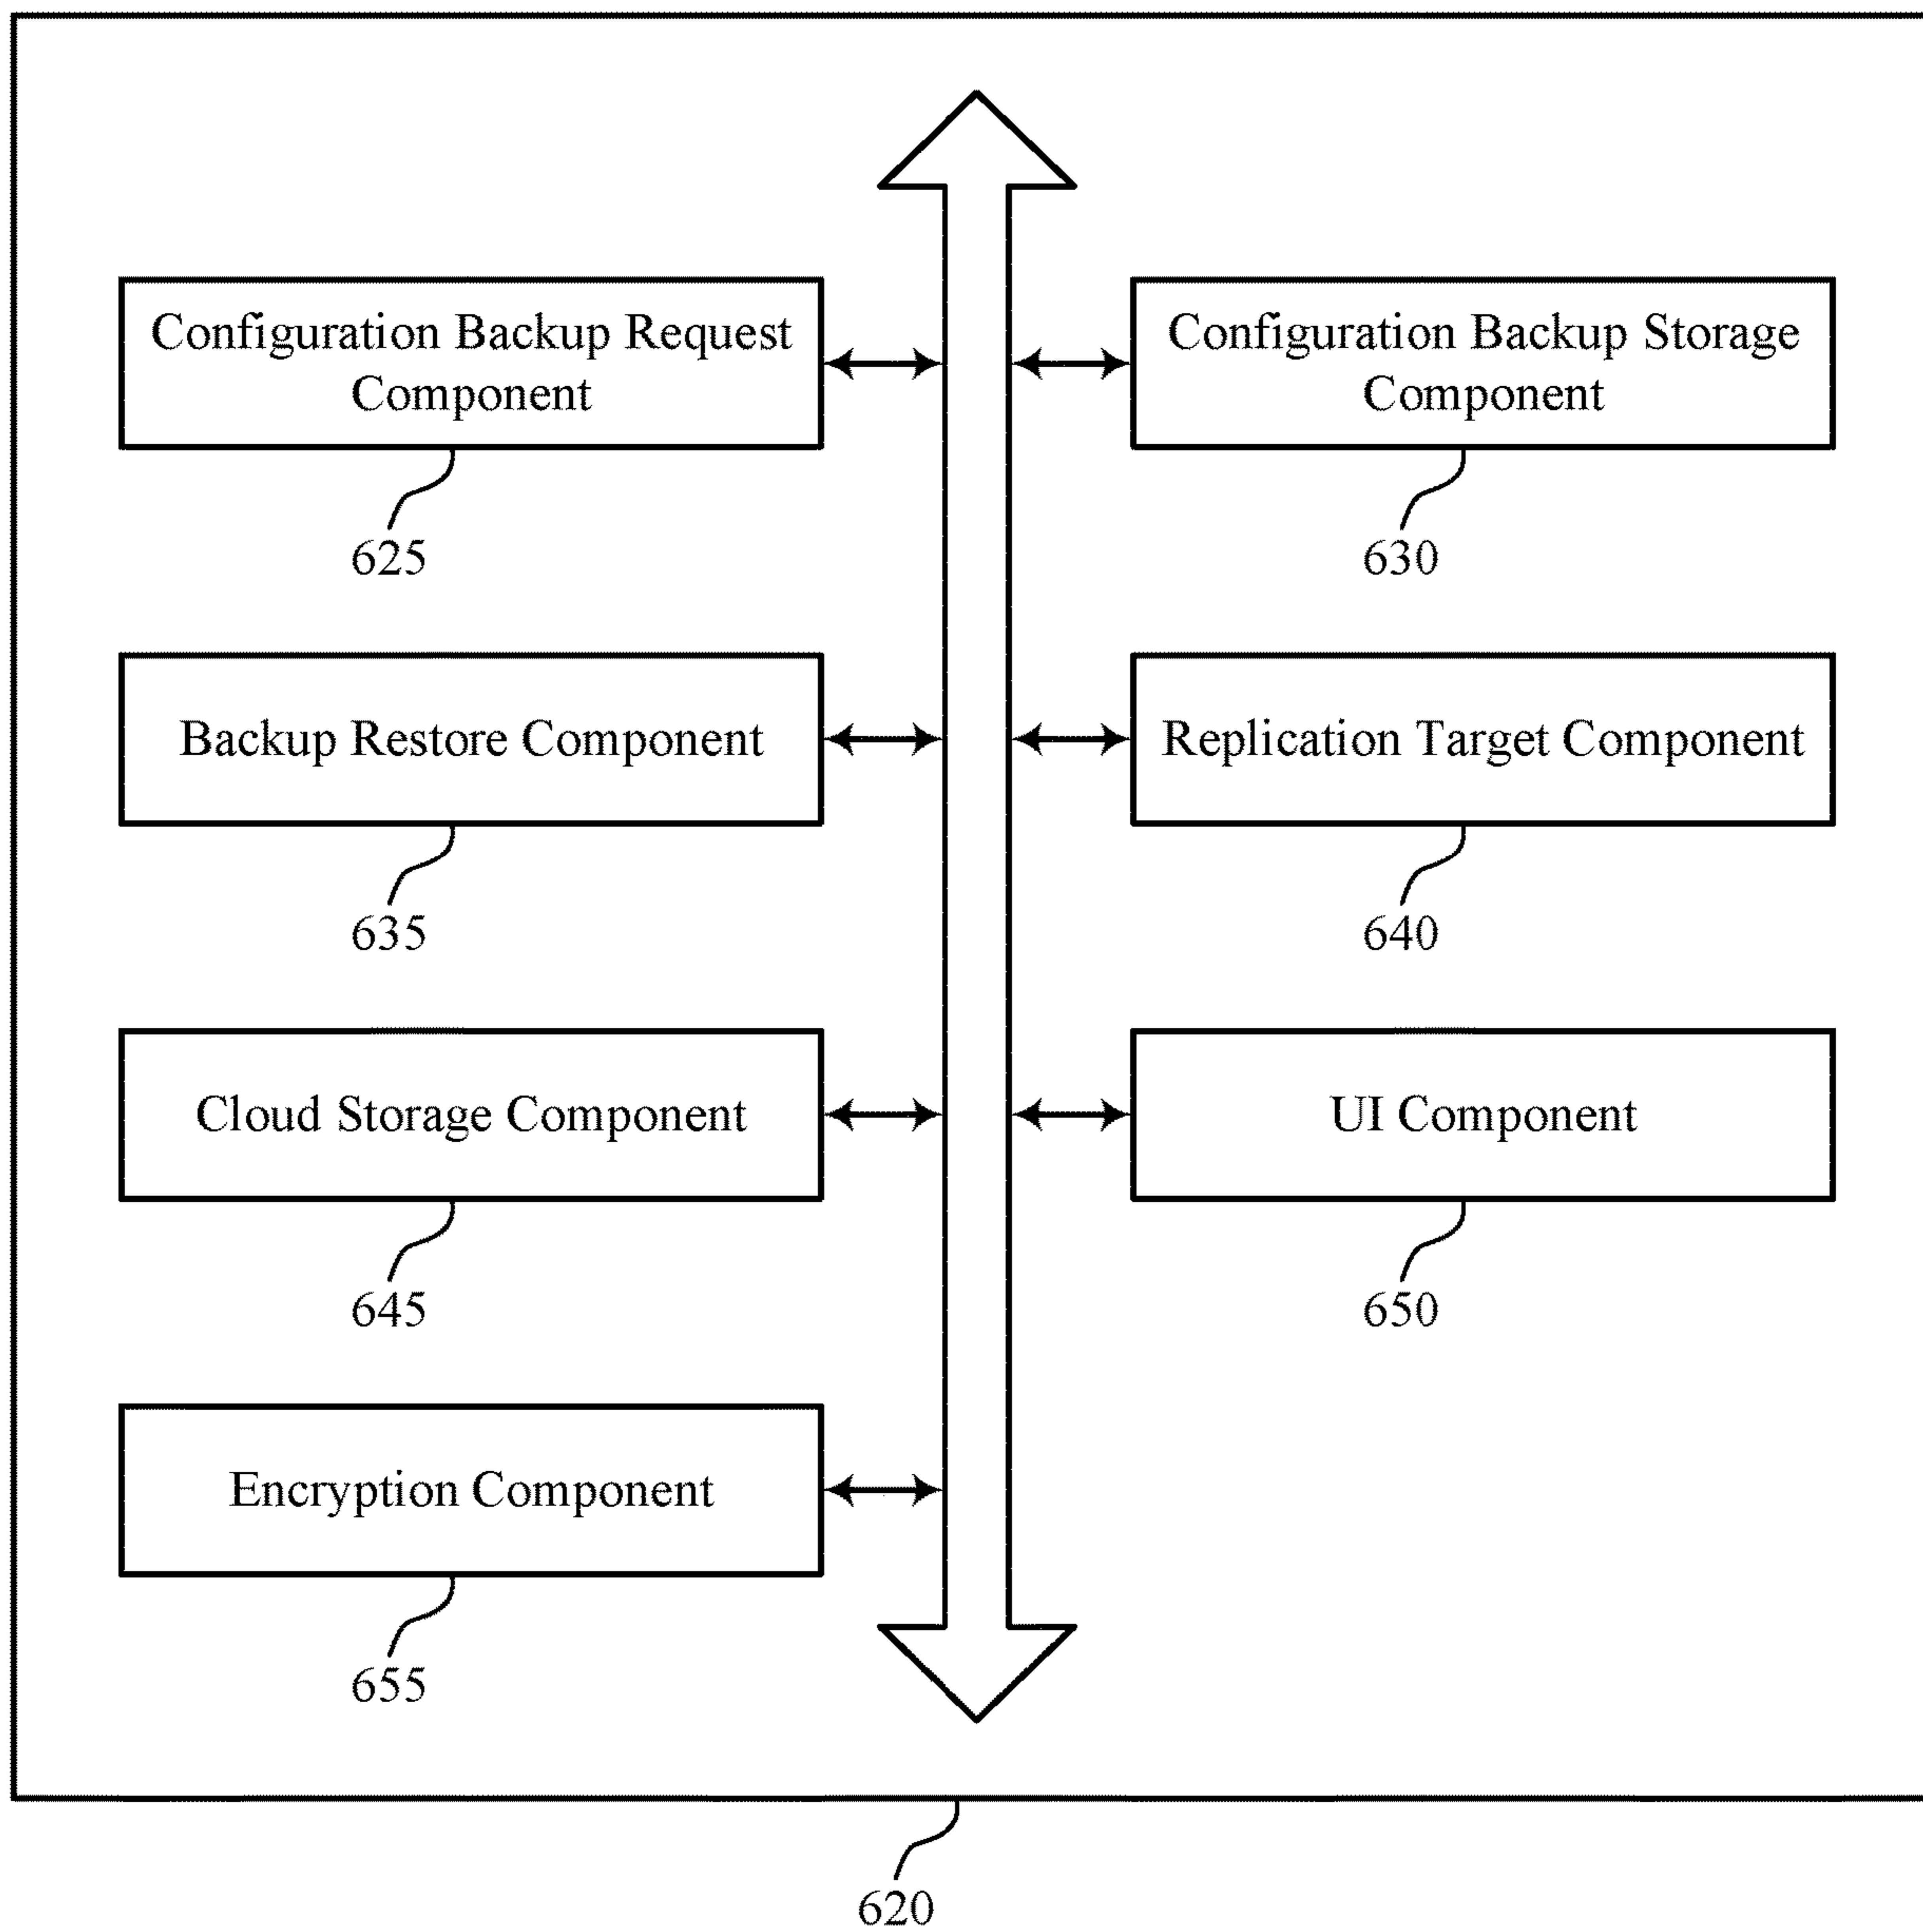 Configuration Backup Request
Component
625
Configuration Backup Storage
Component
630
Backup Restore Component
635
Replication Target Component
640
Cloud Storage Component
645
UI Component
650
Encryption Component
655
620